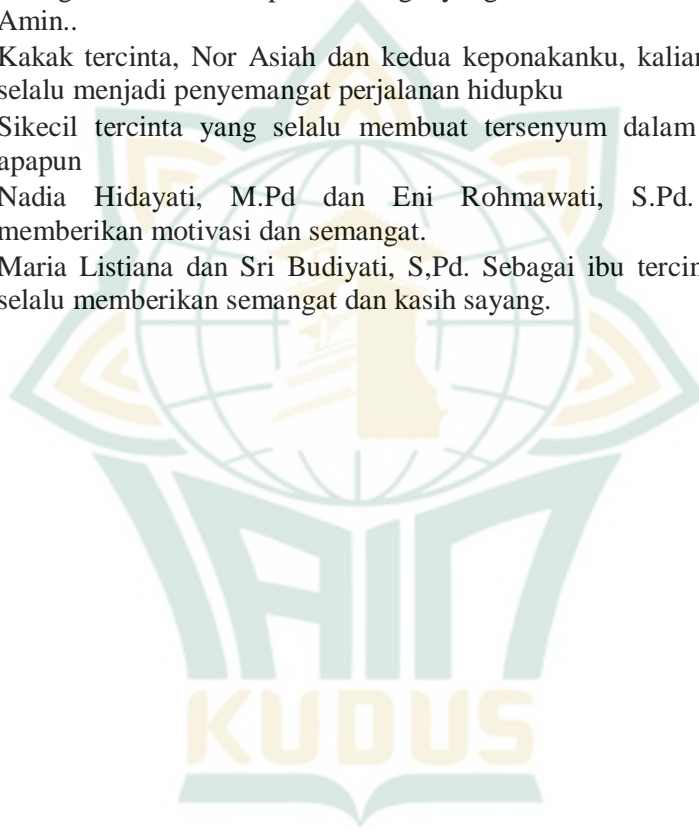 Amin..
Kakak tercinta, Nor Asiah dan kedua keponakanku, kalian
selalu menjadi penyemangat perjalanan hidupku
Sikecil tercinta yang selalu membuat tersenyum dalam
apapun
Nadia Hidayati, M.Pd dan Eni Rohmawati, S.Pd.
memberikan motivasi dan semangat.
Maria Listiana dan Sri Budiyati, S,Pd. Sebagai ibu
selalu memberikan semangat dan kasih sayang.
IAIN
KUDUS